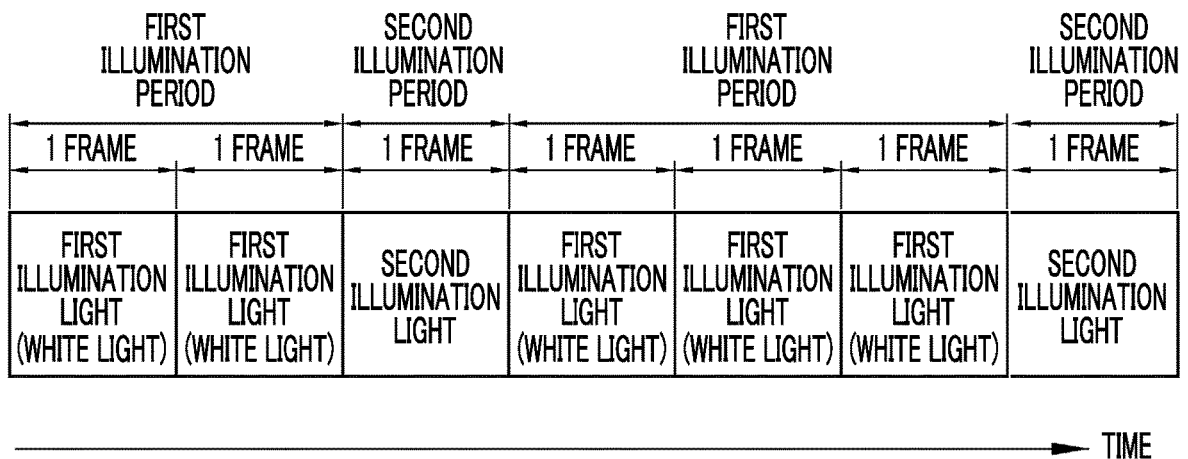 FIRST
ILLUMINATION
PERIOD
SECOND
ILLUMINATION
PERIOD
FIRST
ILLUMINATION
PERIOD
SECOND
ILLUMINATION
PERIOD
1 FRAME
1 FRAME
1 FRAME
1 FRAME
1 FRAME
1 FRAME
1 FRAME
FIRST
ILLUMINATION
LIGHT
(WHITE LIGHT)
FIRST
ILLUMINATION
LIGHT
(WHITE LIGHT)
SECOND
ILLUMINATION
LIGHT
FIRST
ILLUMINATION
LIGHT
(WHITE LIGHT)
FIRST
ILLUMINATION
LIGHT
(WHITE LIGHT)
FIRST
ILLUMINATION
LIGHT
(WHITE LIGHT)
SECOND
ILLUMINATION
LIGHT
TIME